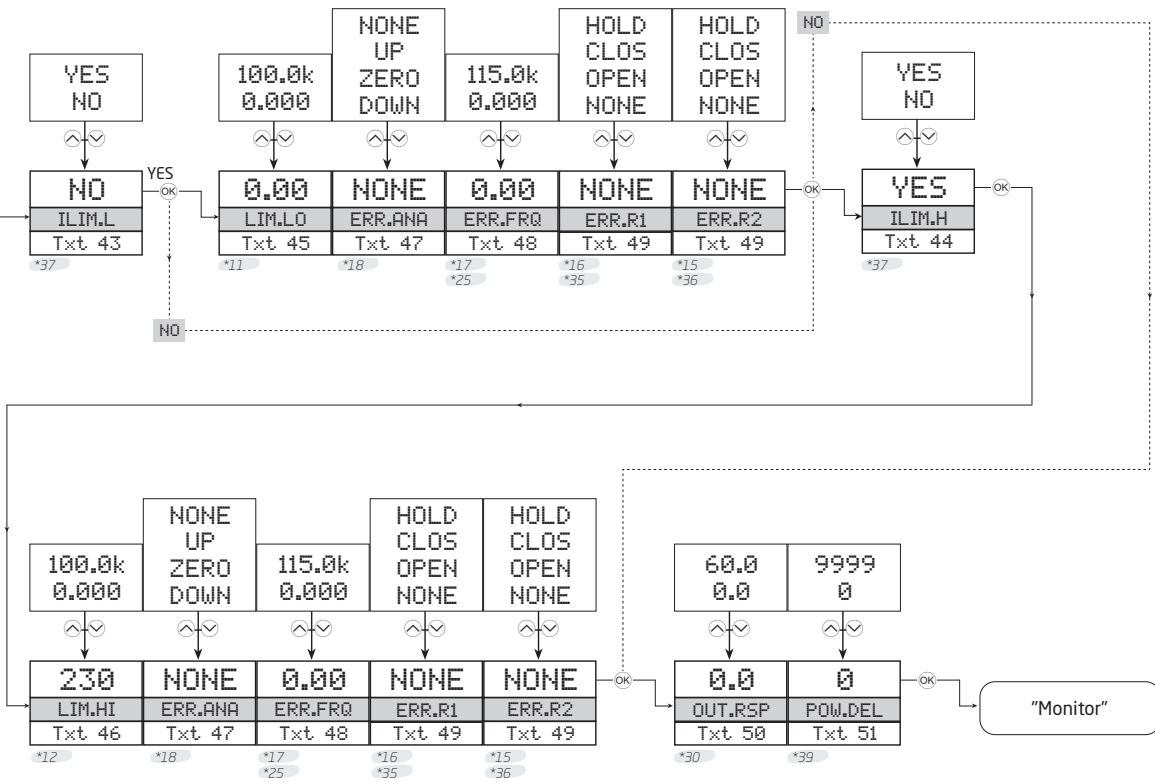 NO
NONE
UP
ZERO
DOWN
HOLD
CLOS
OPEN
NONE
HOLD
CLOS
OPEN
NONE
YES
NO
100.0k
0.000
115.0k
0.000
YES
NO
NO
ILIM.L
Txt 43
*37
YES
OK
0.00
LIM.LO
Txt 45
*11
NONE
ERR.ANA
Txt 47
*18
0.00
ERR.FRQ
Txt 48
*17
*25
NONE
ERR.R1
Txt 49
*16
*35
NONE
ERR.R2
Txt 49
*15
*36
OK
YES
ILIM.H
Txt 44
*37
OK
NO
100.0k
0.000
NONE
UP
ZERO
DOWN
115.0k
0.000
HOLD
CLOS
OPEN
NONE
HOLD
CLOS
OPEN
NONE
60.0
0.0
9999
0
230
LIM.HI
Txt 46
*12
NONE
ERR.ANA
Txt 47
*18
0.00
ERR.FRQ
Txt 48
*17
*25
NONE
ERR.R1
Txt 49
*16
*35
NONE
ERR.R2
Txt 49
*15
*36
OK
0.0
OUT.RSP
Txt 50
*30
0
POW.DEL
Txt 51
*39
OK
"Monitor"